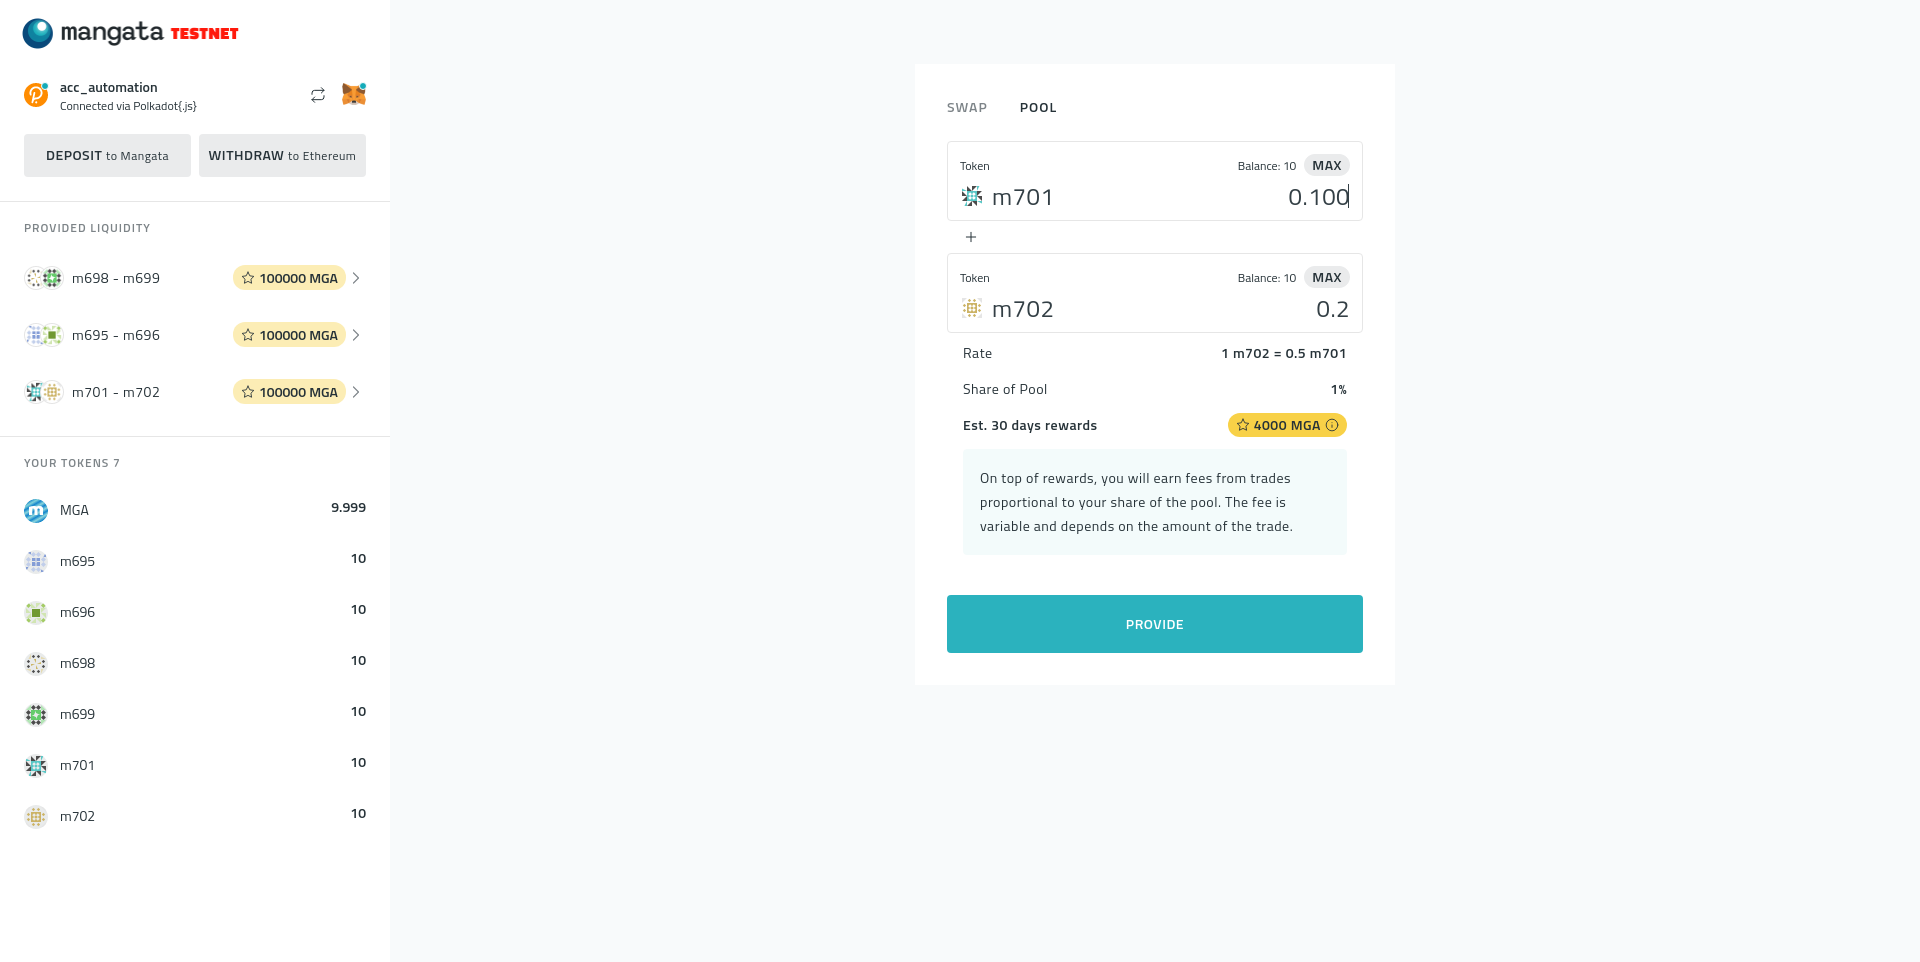 mangata TESTNET
acc_automation
Connected via Polkadot{.js}
DEPOSIT to Mangata
WITHDRAW to Ethereum
PROVIDED LIQUIDITY
m698 - m699
100000 MGA
m695 - m696
100000 MGA
m701 - m702
100000 MGA
YOUR TOKENS 7
MGA
9.999
m695
10
m696
10
m698
10
m699
10
m701
10
m702
10
SWAP
POOL
Token
Balance: 10
MAX
m701
0.100
+
Token
Balance: 10
MAX
m702
0.2
Rate
1 m702 = 0.5 m701
Share of Pool
1%
Est. 30 days rewards
4000 MGA
On top of rewards, you will earn fees from trades
proportional to your share of the pool. The fee is
variable and depends on the amount of the trade.
PROVIDE